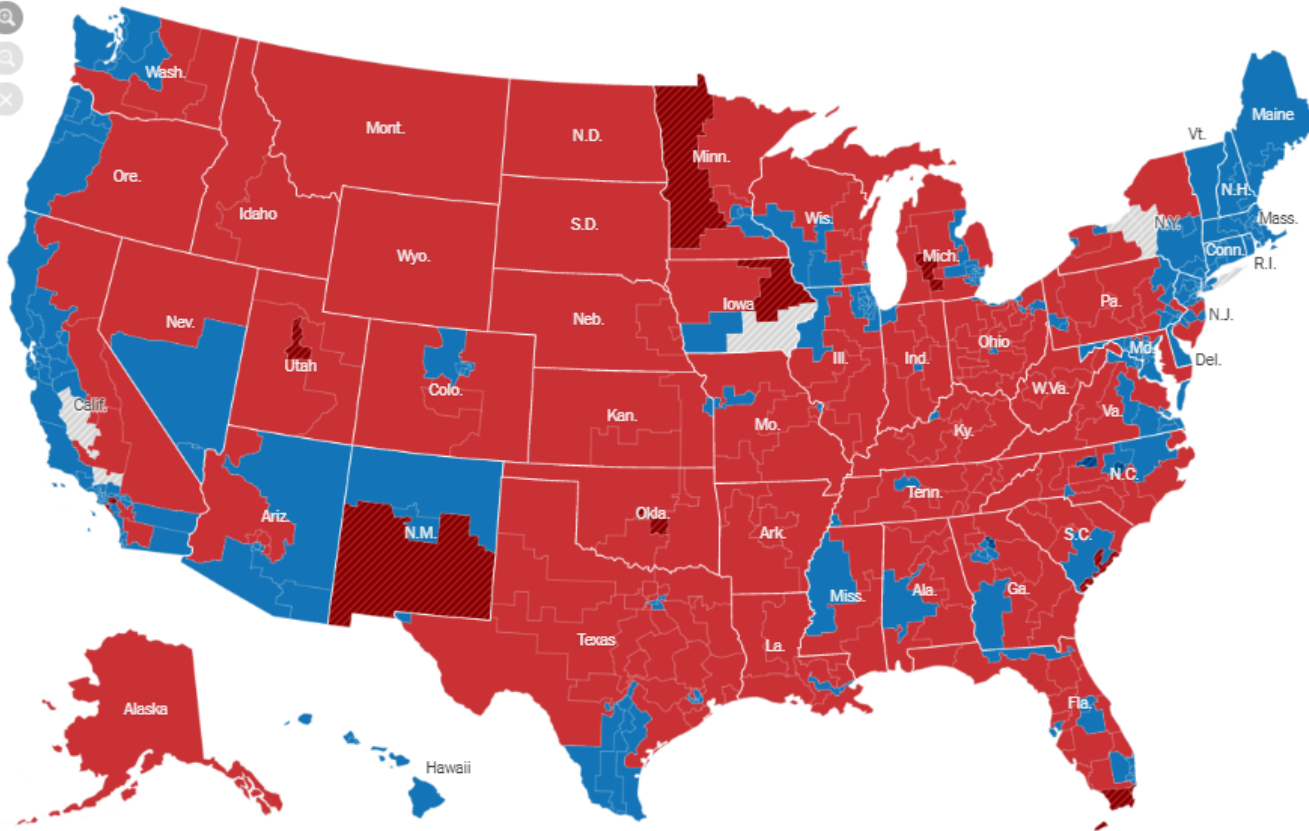 Wash.
Mont.
N.D.
Minn.
Maine
Vt.
Ore.
Idaho
S.D.
Wis.
N.H.
N.Y.
Mass.
Wyo.
Mich.
Conn.
R.I.
Nev.
Neb.
Iowa
Pa.
N.J.
Utah
Colo.
Ill.
Ind.
Ohio
Md.
Del.
Calif.
Kan.
Mo.
W.Va.
Va.
Ky.
Ariz.
N.M.
Okla.
Ark.
Tenn.
N.C.
S.C.
Texas
La.
Miss.
Ala.
Ga.
Alaska
Fla.
Hawaii